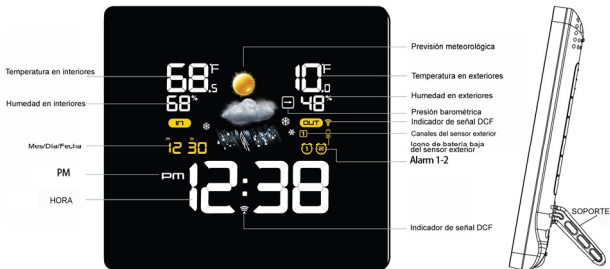 Previsión meteorológica
Temperatura en interiores
68.5 °F
10.0 °F
Temperatura en exteriores
Humedad en interiores
68%
48%
Humedad en exteriores
Presión barométrica
IN
OUT
Indicador de señal DCF
1
Canales del sensor exterior
Icono de batería baja
del sensor exterior
Mes/Día/Fecha
M D
12 30
1 2
Alarm 1-2
PM
PM
HORA
12:38
SOPORTE
Indicador de señal DCF